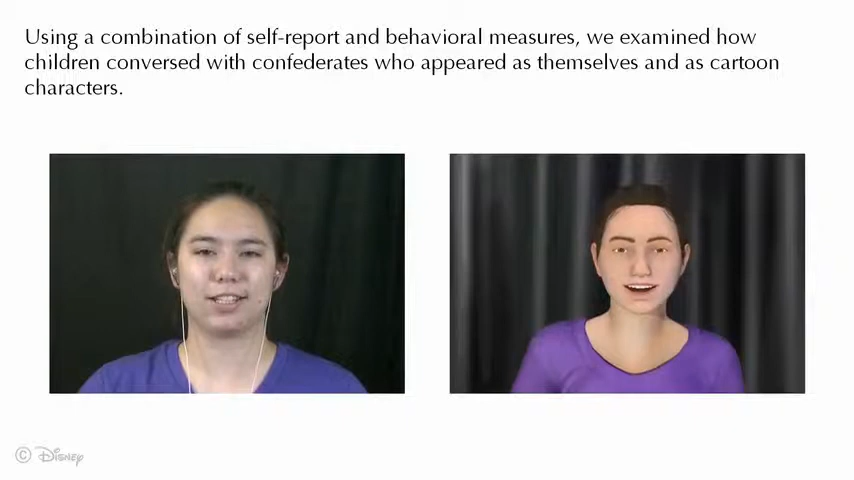 Using a combination of self-report and behavioral measures, we examined how
children conversed with confederates who appeared as themselves and as cartoon
characters.
© Disney